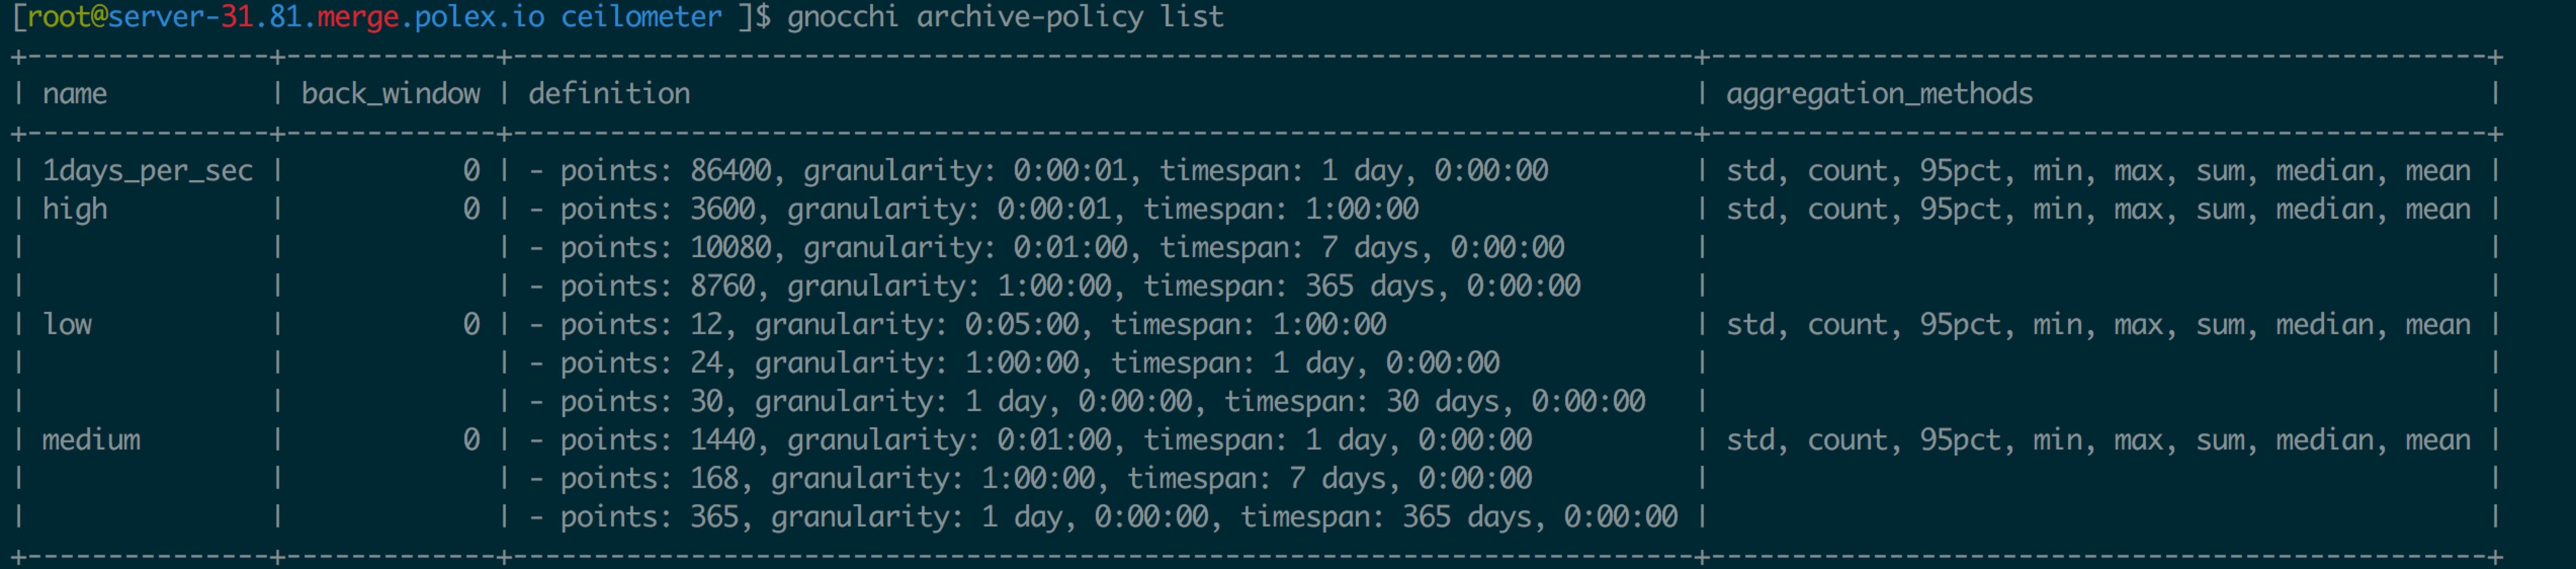 [root@server-31.81.merge.polex.io ceilometer ]$ gnocchi archive-policy list
+---------------+-------------+-------------------------------------------------------------------------+------------------------------------------------+
| name          | back_window | definition                                                              | aggregation_methods                            |
+---------------+-------------+-------------------------------------------------------------------------+------------------------------------------------+
| 1days_per_sec |           0 | - points: 86400, granularity: 0:00:01, timespan: 1 day, 0:00:00         | std, count, 95pct, min, max, sum, median, mean |
| high          |           0 | - points: 3600, granularity: 0:00:01, timespan: 1:00:00                 | std, count, 95pct, min, max, sum, median, mean |
|               |             | - points: 10080, granularity: 0:01:00, timespan: 7 days, 0:00:00        |                                                |
|               |             | - points: 8760, granularity: 1:00:00, timespan: 365 days, 0:00:00       |                                                |
| low           |           0 | - points: 12, granularity: 0:05:00, timespan: 1:00:00                   | std, count, 95pct, min, max, sum, median, mean |
|               |             | - points: 24, granularity: 1:00:00, timespan: 1 day, 0:00:00            |                                                |
|               |             | - points: 30, granularity: 1 day, 0:00:00, timespan: 30 days, 0:00:00   |                                                |
| medium        |           0 | - points: 1440, granularity: 0:01:00, timespan: 1 day, 0:00:00          | std, count, 95pct, min, max, sum, median, mean |
|               |             | - points: 168, granularity: 1:00:00, timespan: 7 days, 0:00:00          |                                                |
|               |             | - points: 365, granularity: 1 day, 0:00:00, timespan: 365 days, 0:00:00 |                                                |
+---------------+-------------+-------------------------------------------------------------------------+------------------------------------------------+